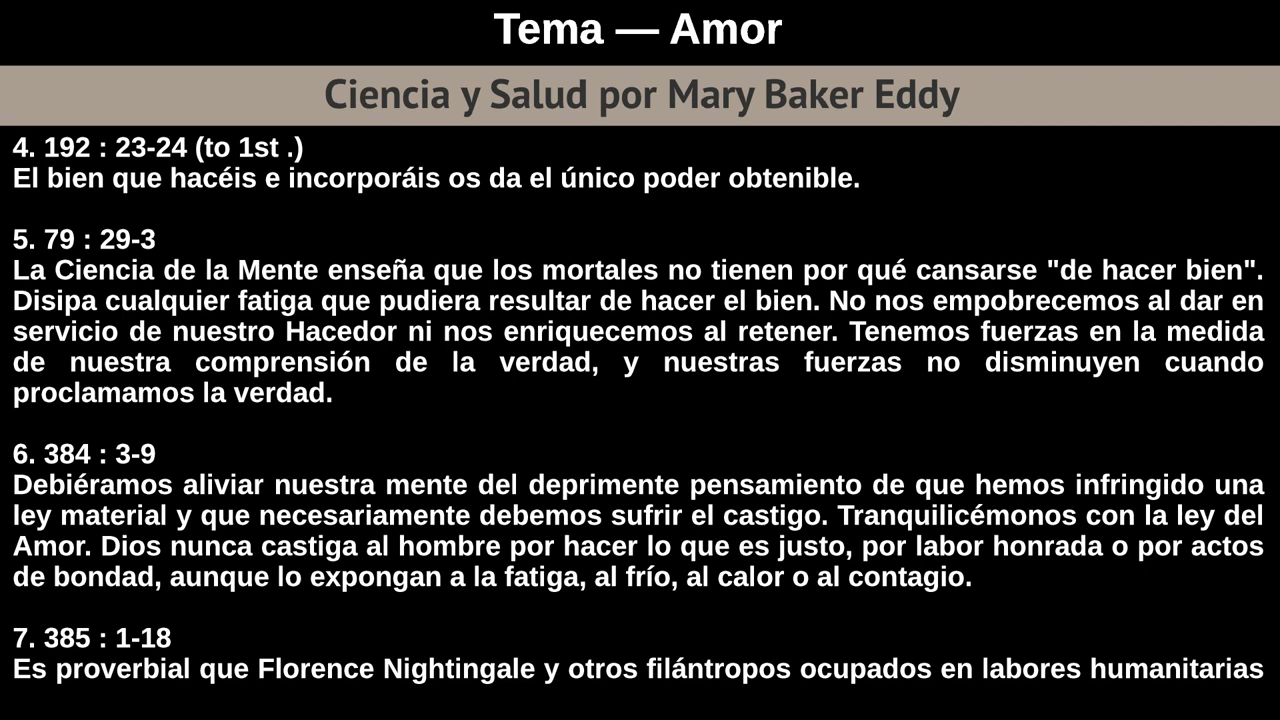 Tema — Amor
Ciencia y Salud por Mary Baker Eddy
4. 192 : 23-24 (to 1st .)
El bien que hacéis e incorporáis os da el único poder obtenible.
5. 79 : 29-3
La Ciencia de la Mente enseña que los mortales no tienen por qué cansarse "de hacer bien".
Disipa cualquier fatiga que pudiera resultar de hacer el bien. No nos empobrecemos al dar en
servicio de nuestro Hacedor ni nos enriquecemos al retener. Tenemos fuerzas en la medida
de nuestra comprensión de la verdad, y nuestras fuerzas no disminuyen cuando
proclamamos la verdad.
6. 384 : 3-9
Debiéramos aliviar nuestra mente del deprimente pensamiento de que hemos infringido una
ley material y que necesariamente debemos sufrir el castigo. Tranquilicémonos con la ley del
Amor. Dios nunca castiga al hombre por hacer lo que es justo, por labor honrada o por actos
de bondad, aunque lo expongan a la fatiga, al frío, al calor o al contagio.
7. 385 : 1-18
Es proverbial que Florence Nightingale y otros filántropos ocupados en labores humanitarias